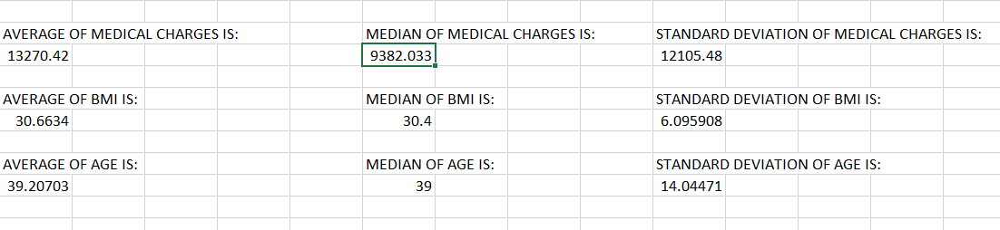 AVERAGE OF MEDICAL CHARGES IS: MEDIAN OF MEDICAL CHARGES IS: STANDARD DEVIATION OF MEDICAL CHARGES IS:
13270.42 9382.033 12105.48
AVERAGE OF BMI IS: MEDIAN OF BMI IS: STANDARD DEVIATION OF BMI IS:
30.6634 30.4 6.095908
AVERAGE OF AGE IS: MEDIAN OF AGE IS: STANDARD DEVIATION OF AGE IS:
39.20703 39 14.04471